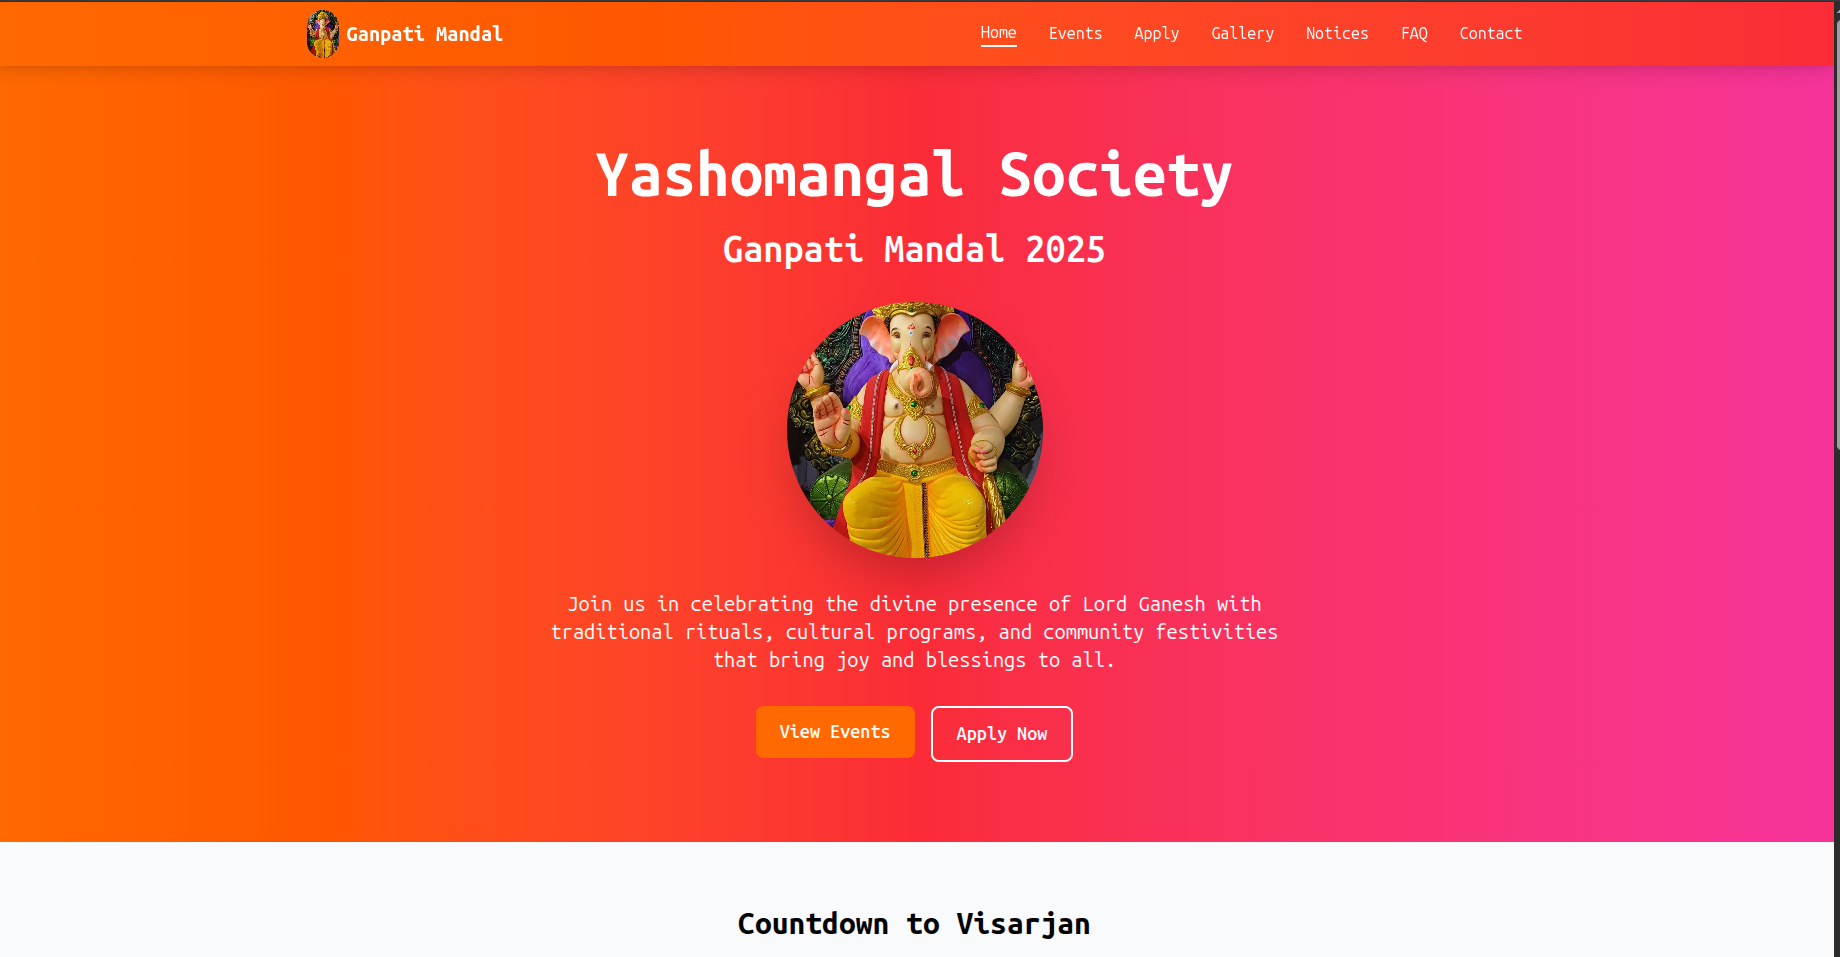 Ganpati Mandal
Home Events Apply Gallery Notices FAQ Contact
Yashomangal Society
Ganpati Mandal 2025
Join us in celebrating the divine presence of Lord Ganesh with
traditional rituals, cultural programs, and community festivities
that bring joy and blessings to all.
View Events
Apply Now
Countdown to Visarjan